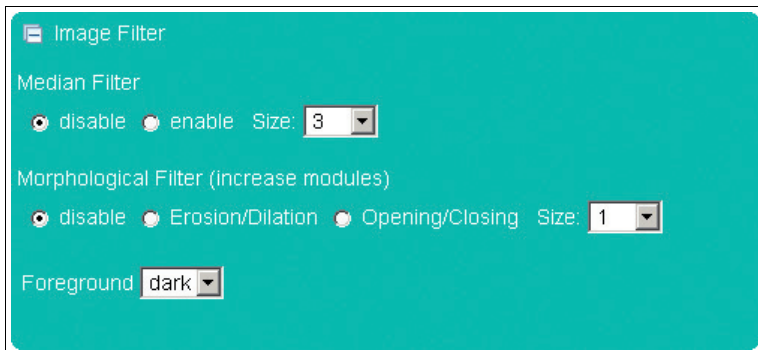 Image Filter
Median Filter
disable enable Size: 3
Morphological Filter (increase modules)
disable Erosion/Dilation Opening/Closing Size: 1
Foreground dark